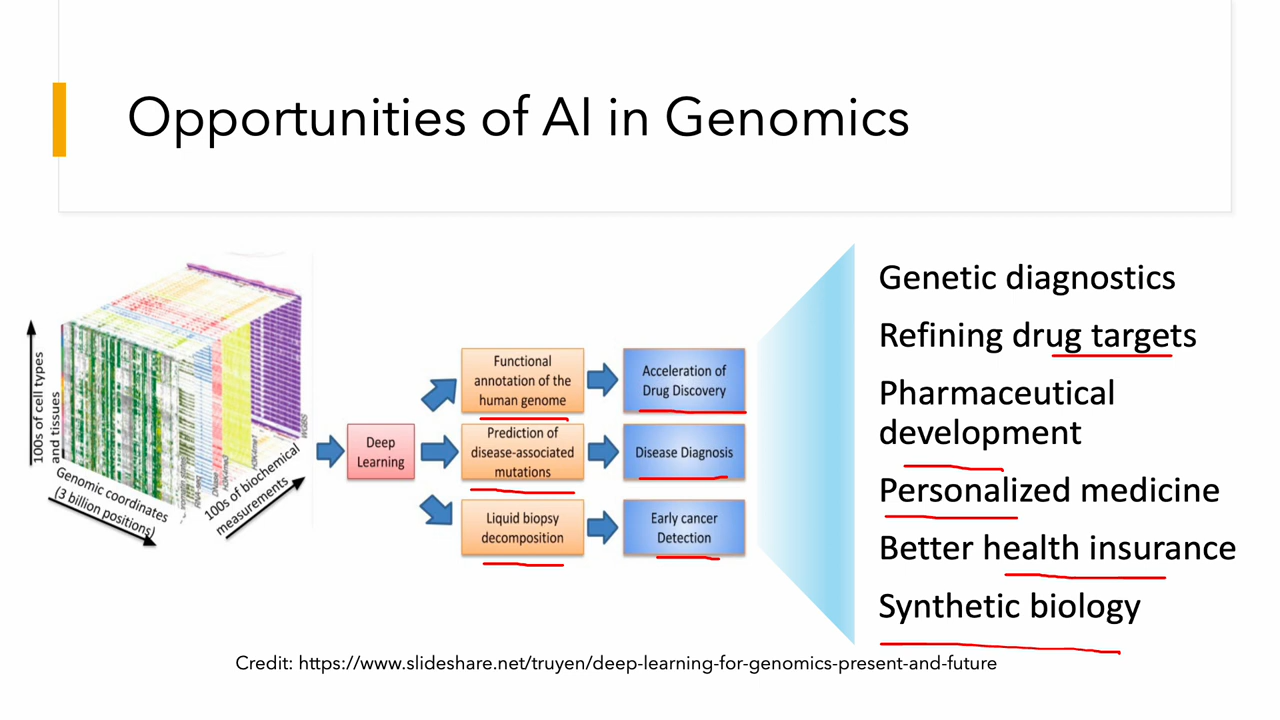 Opportunities of AI in Genomics
100s of cell types
and tissues
Genomic coordinates
(3 billion positions)
100s of biochemical
measurements
Deep
Learning
Functional
annotation of the
human genome
Acceleration of
Drug Discovery
Prediction of
disease-associated
mutations
Disease Diagnosis
Liquid biopsy
decomposition
Early cancer
Detection
Genetic diagnostics
Refining drug targets
Pharmaceutical
development
Personalized medicine
Better health insurance
Synthetic biology
Credit: https://www.slideshare.net/truyen/deep-learning-for-genomics-present-and-future